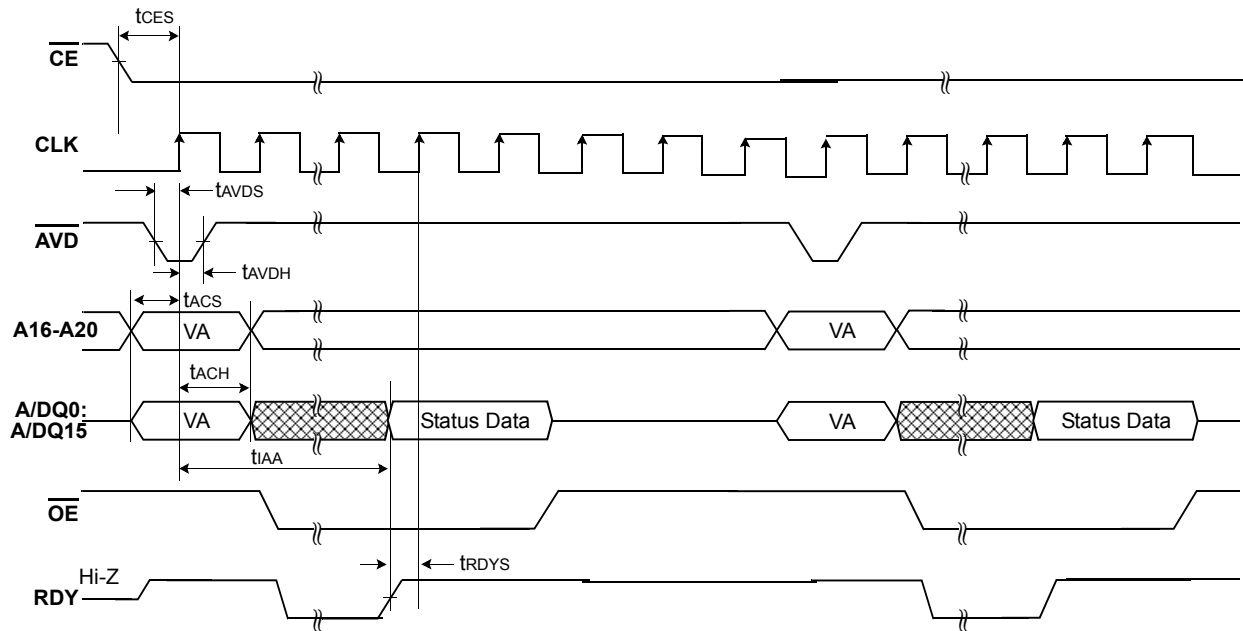 tCES
CE
CLK
tAVDS
AVD
tAVDH
tACS
A16-A20
VA
VA
tACH
A/DQ0:
A/DQ15
VA
Status Data
VA
Status Data
tIAA
OE
tRDYS
Hi-Z
RDY